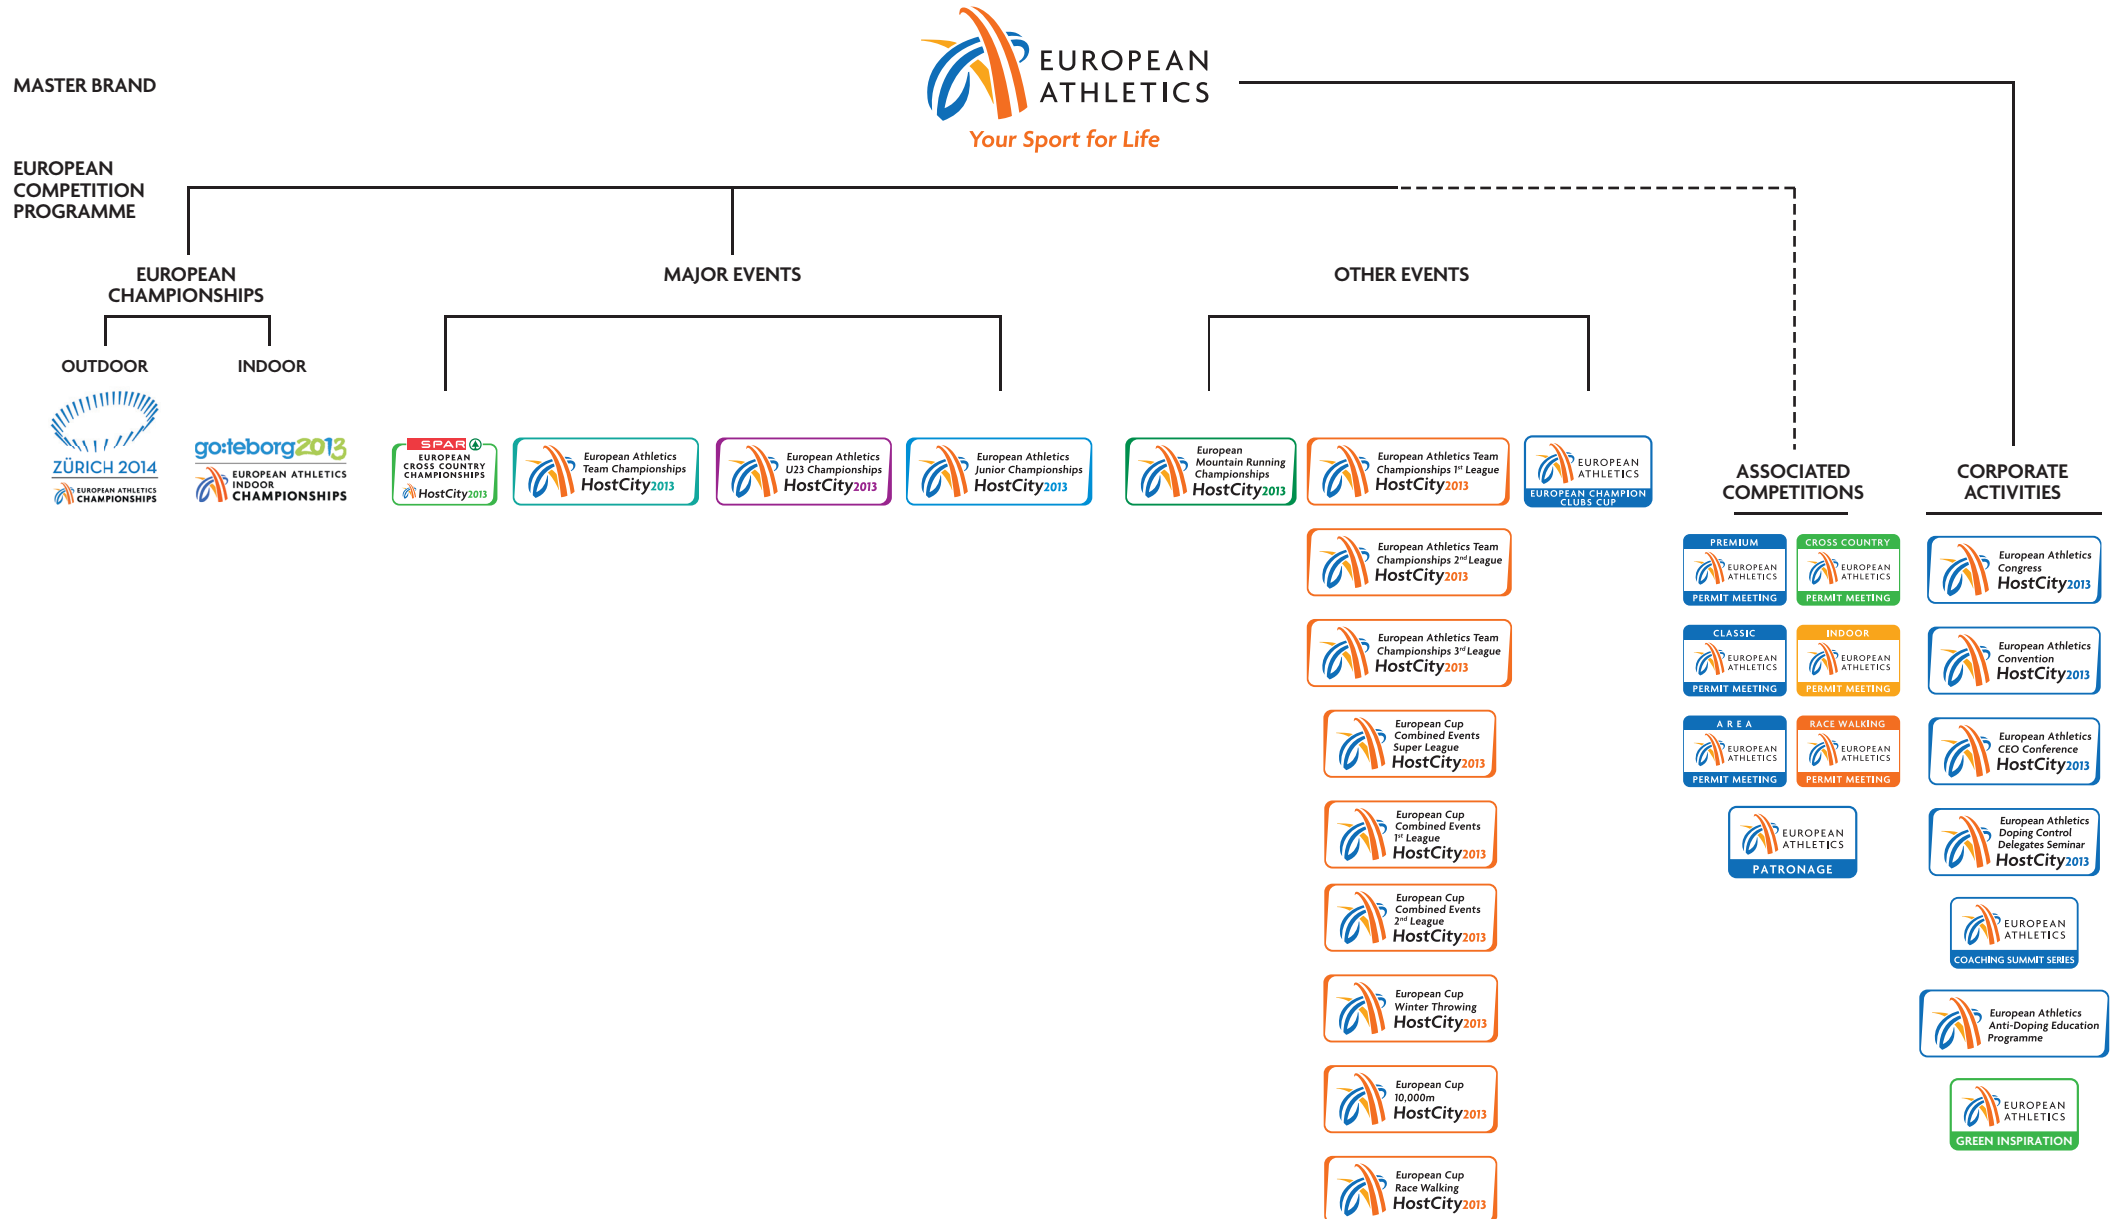 EUROPEAN
ATHLETICS
Your Sport for Life
MASTER BRAND
EUROPEAN
COMPETITION
PROGRAMME
EUROPEAN
CHAMPIONSHIPS
MAJOR EVENTS
OTHER EVENTS
OUTDOOR
INDOOR
ZÜRICH 2014
EUROPEAN ATHLETICS
CHAMPIONSHIPS
go:teborg2013
EUROPEAN ATHLETICS
INDOOR
CHAMPIONSHIPS
SPAR
EUROPEAN
CROSS COUNTRY
CHAMPIONSHIPS
HostCity2013
European Athletics
Team Championships
HostCity2013
European Athletics
U23 Championships
HostCity2013
European Athletics
Junior Championships
HostCity2013
European
Mountain Running
Championships
HostCity2013
European Athletics Team
Championships 1st League
HostCity2013
EUROPEAN
ATHLETICS
EUROPEAN CHAMPION
CLUBS CUP
European Athletics Team
Championships 2nd League
HostCity2013
European Athletics Team
Championships 3rd League
HostCity2013
European Cup
Combined Events
Super League
HostCity2013
European Cup
Combined Events
1st League
HostCity2013
European Cup
Combined Events
2nd League
HostCity2013
European Cup
Winter Throwing
HostCity2013
European Cup
10,000m
HostCity2013
European Cup
Race Walking
HostCity2013
ASSOCIATED
COMPETITIONS
PREMIUM
EUROPEAN
ATHLETICS
PERMIT MEETING
CROSS COUNTRY
EUROPEAN
ATHLETICS
PERMIT MEETING
CLASSIC
EUROPEAN
ATHLETICS
PERMIT MEETING
INDOOR
EUROPEAN
ATHLETICS
PERMIT MEETING
AREA
EUROPEAN
ATHLETICS
PERMIT MEETING
RACE WALKING
EUROPEAN
ATHLETICS
PERMIT MEETING
EUROPEAN
ATHLETICS
PATRONAGE
CORPORATE
ACTIVITIES
European Athletics
Congress
HostCity2013
European Athletics
Convention
HostCity2013
European Athletics
CEO Conference
HostCity2013
European Athletics
Doping Control
Delegates Seminar
HostCity2013
EUROPEAN
ATHLETICS
COACHING SUMMIT SERIES
European Athletics
Anti-Doping Education
Programme
EUROPEAN
ATHLETICS
GREEN INSPIRATION